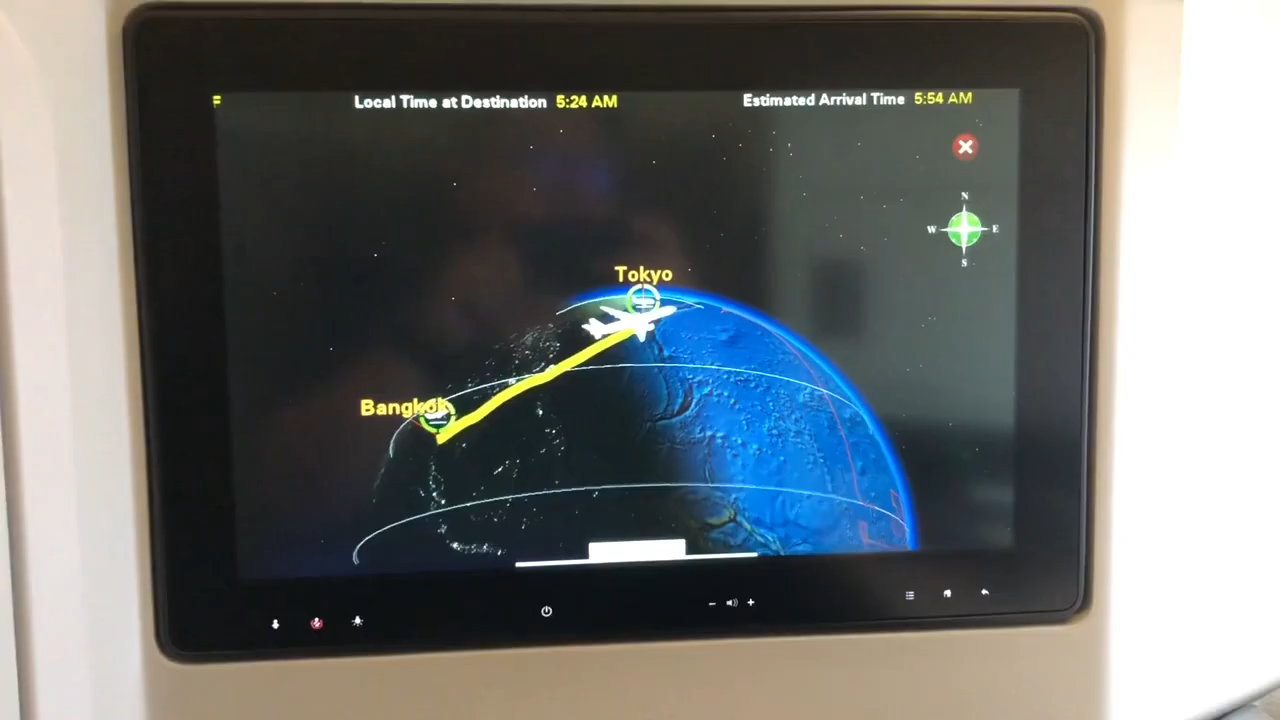 F
Local Time at Destination 5:24 AM
Estimated Arrival Time 5:54 AM
N
W E
S
Tokyo
Bangkok